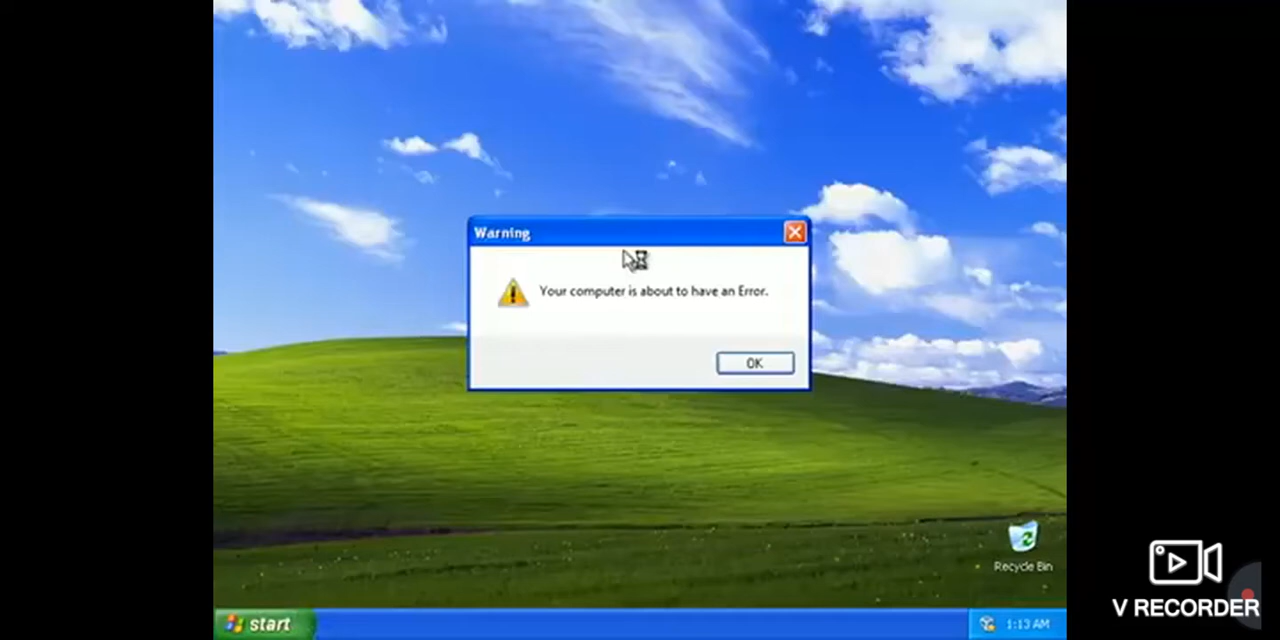 Warning
Your computer is about to have an Error.
OK
Recycle Bin
start
1:13 AM
V RECORDER